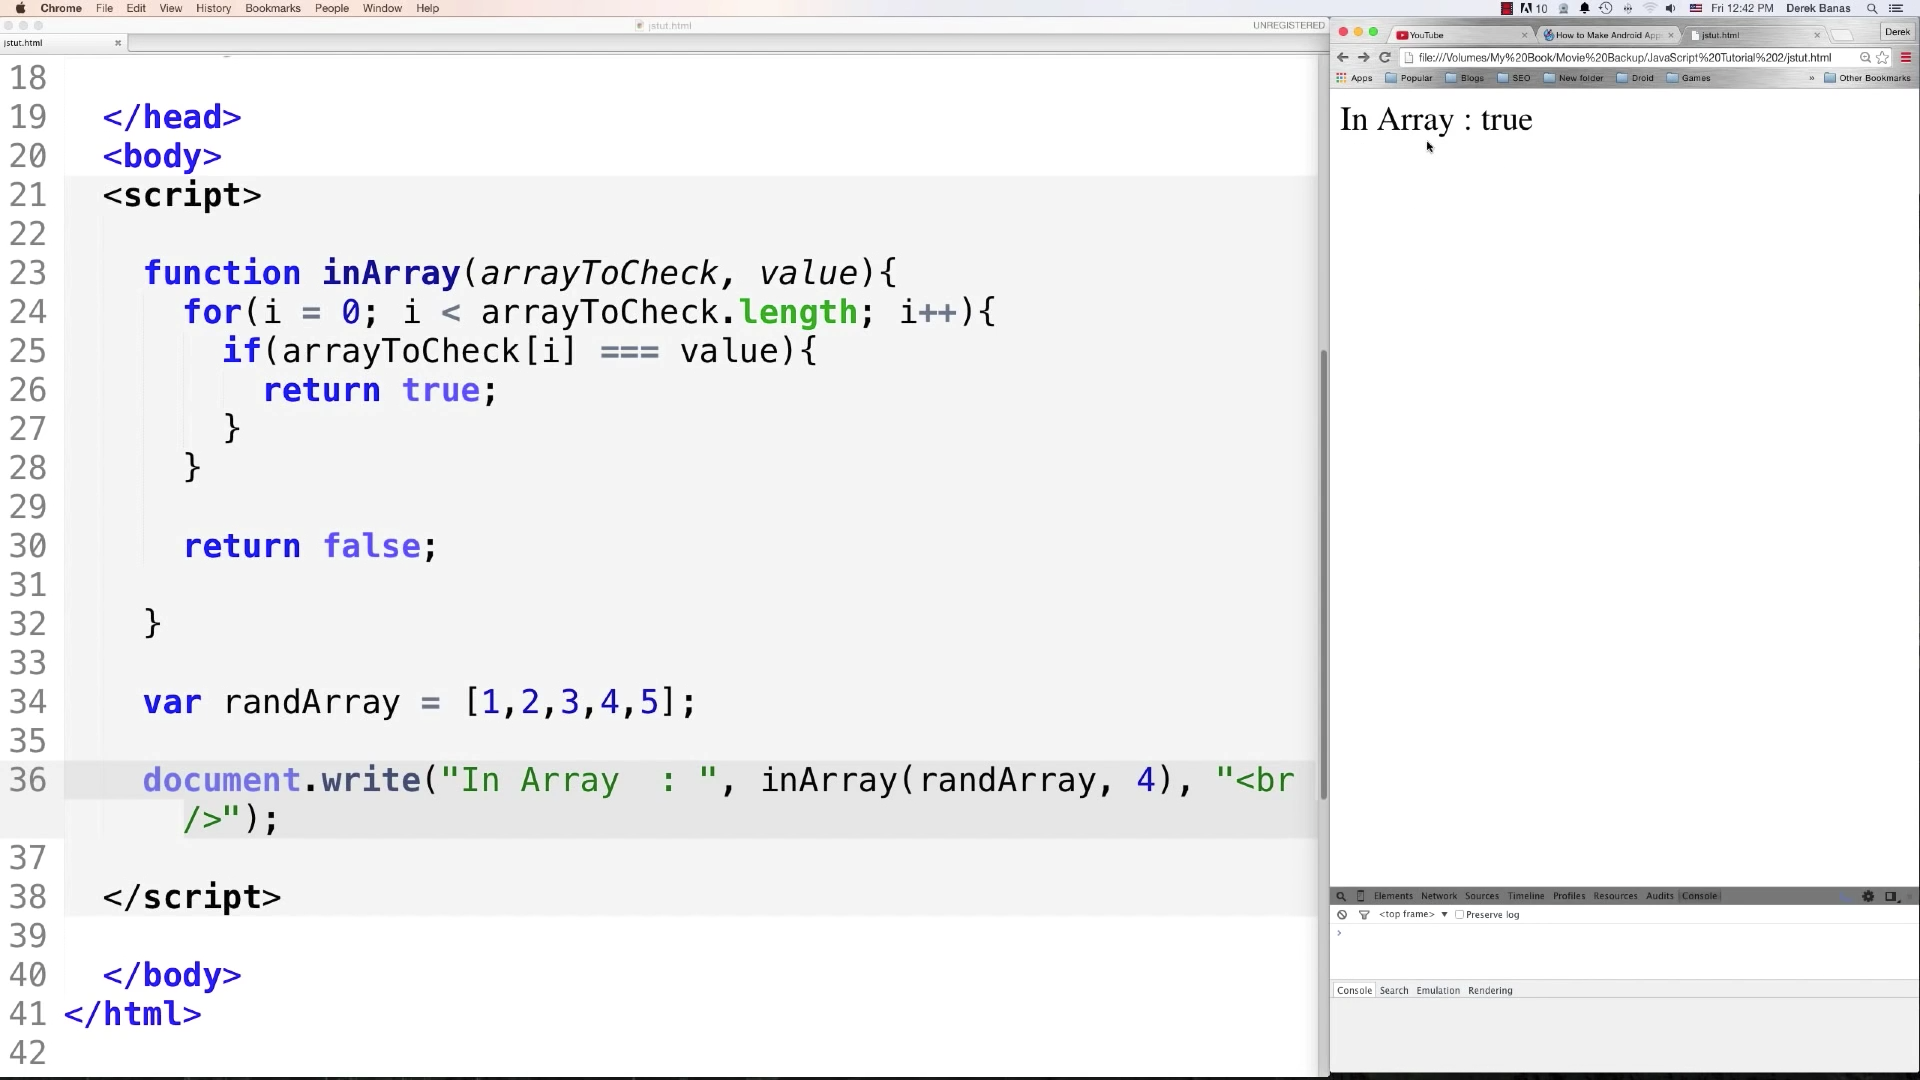 Chrome File Edit View History Bookmarks People Window Help
10
Fri 12:42 PM Derek Banas
jstut.html
UNREGISTERED
jstut.html
18
19 </head>
20 <body>
21 <script>
22
23 function inArray(arrayToCheck, value){
24 for(i = 0; i < arrayToCheck.length; i++){
25 if(arrayToCheck[i] === value){
26 return true;
27 }
28 }
29
30 return false;
31
32 }
33
34 var randArray = [1,2,3,4,5];
35
36 document.write("In Array  : ", inArray(randArray, 4), "<br
/>");
37
38 </script>
39
40 </body>
41 </html>
42
YouTube
How to Make Android App
jstut.html
Derek
file:///Volumes/My%20Book/Movie%20Backup/JavaScript%20Tutorial%202/jstut.html
Apps Popular Blogs SEO New folder Droid Games » Other Bookmarks
In Array : true
Elements Network Sources Timeline Profiles Resources Audits Console
<top frame> ▼ Preserve log
>
Console Search Emulation Rendering